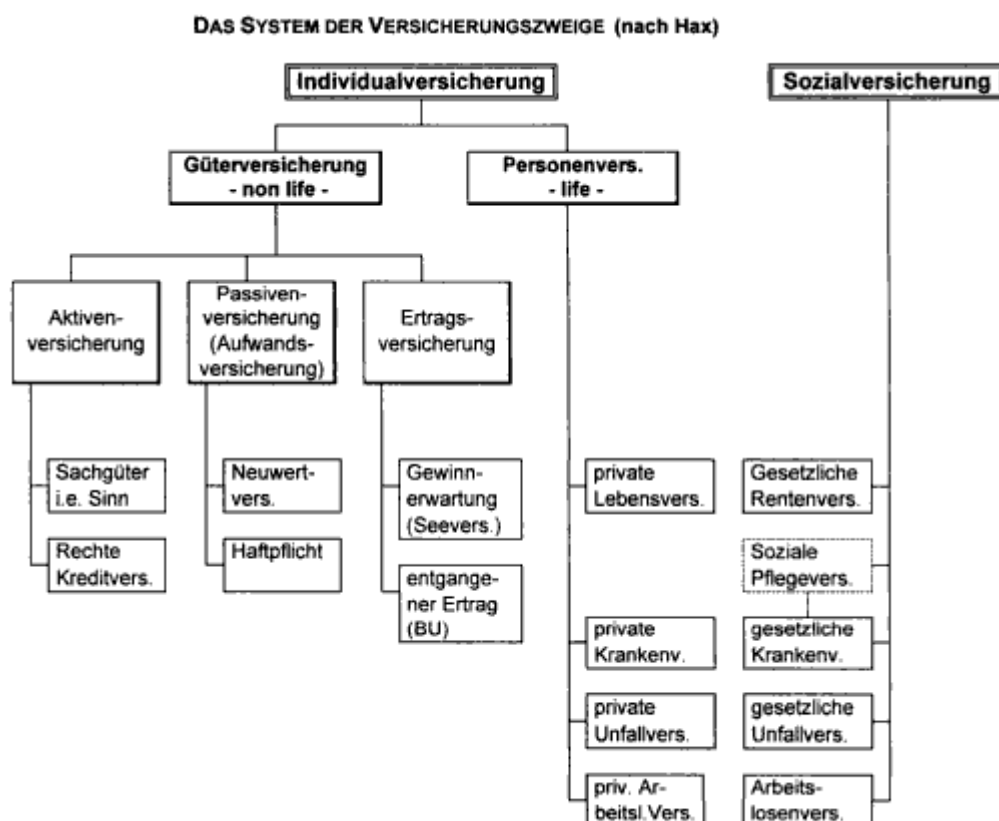 DAS SYSTEM DER VERSICHERUNGSZWEIGE (nach Hax)
Individualversicherung
Sozialversicherung
Güterversicherung
- non life -
Personenvers.
- life -
Aktiven-
versicherung
Passiven-
versicherung
(Aufwands-
versicherung)
Ertrags-
versicherung
Sachgüter
i.e. Sinn
Rechte
Kreditvers.
Neuwert-
vers.
Haftpflicht
Gewinn-
erwartung
(Seevers.)
entgange-
ner Ertrag
(BU)
private
Lebensvers.
private
Krankenv.
private
Unfallvers.
priv. Ar-
beitsl.Vers.
Gesetzliche
Rentenvers.
Soziale
Pflegevers.
gesetzliche
Krankenv.
gesetzliche
Unfallvers.
Arbeits-
losenvers.